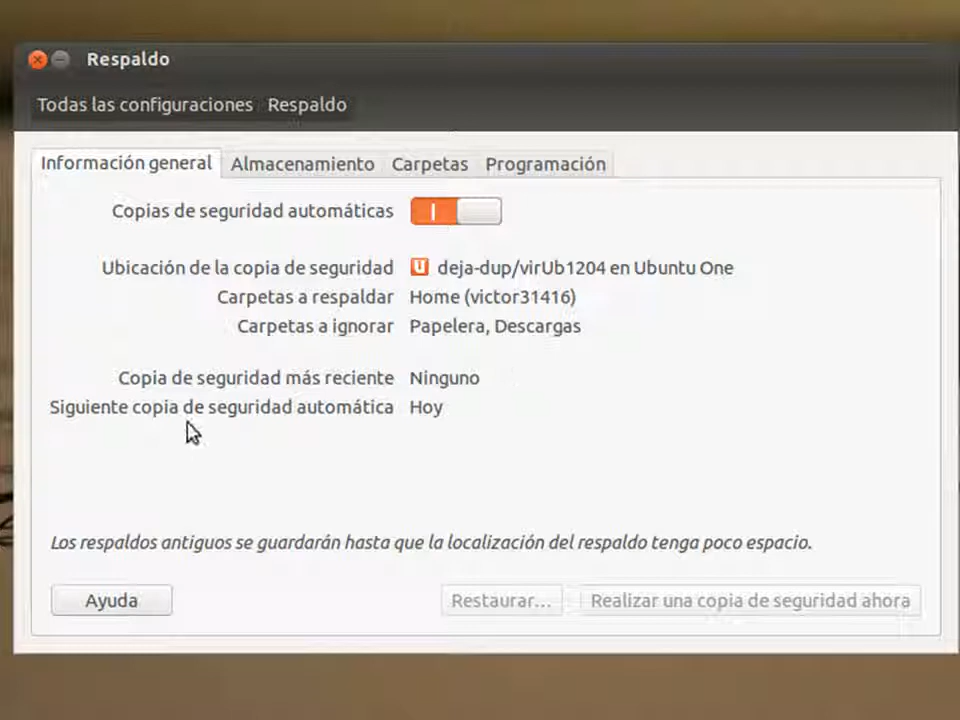 Respaldo
Todas las configuraciones Respaldo
Información general Almacenamiento Carpetas Programación
Copias de seguridad automáticas
Ubicación de la copia de seguridad deja-dup/virUb1204 en Ubuntu One
Carpetas a respaldar Home (victor31416)
Carpetas a ignorar Papelera, Descargas
Copia de seguridad más reciente Ninguno
Siguiente copia de seguridad automática Hoy
Los respaldos antiguos se guardarán hasta que la localización del respaldo tenga poco espacio.
Ayuda Restaurar... Realizar una copia de seguridad ahora